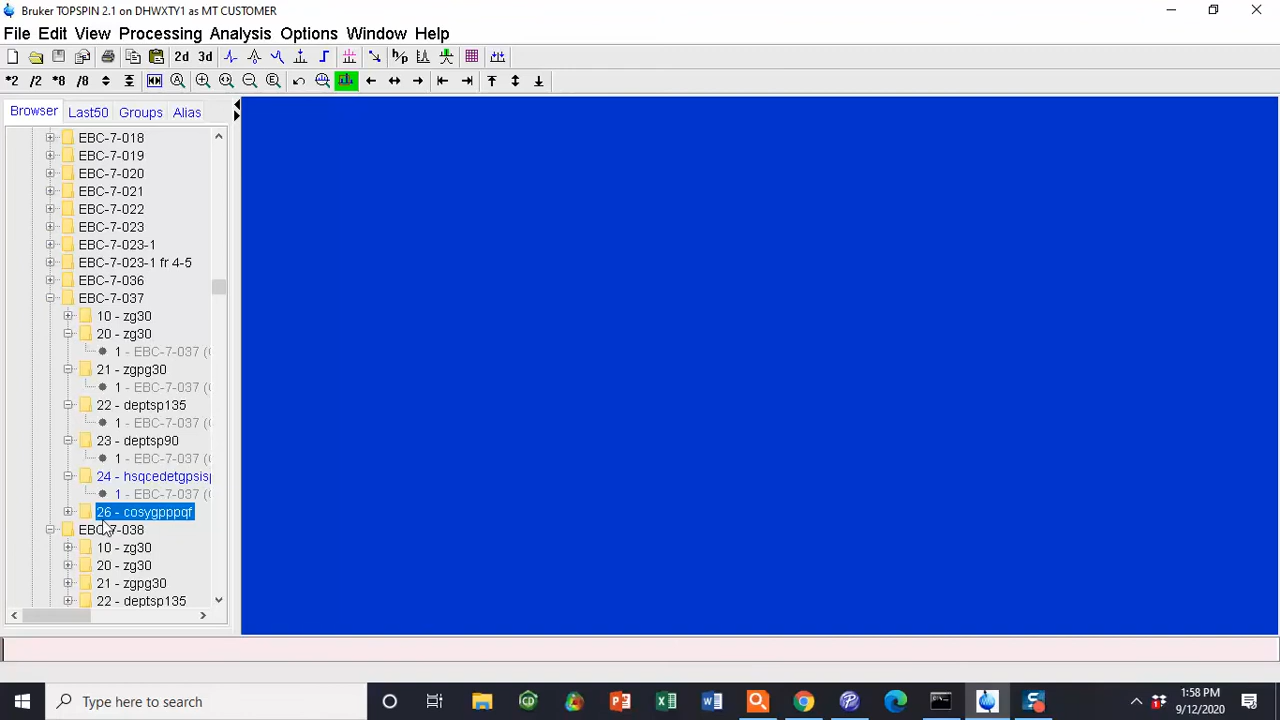 Bruker TOPSPIN 2.1 on DHWXTY1 as MT CUSTOMER
File Edit View Processing Analysis Options Window Help
2d 3d
*2 /2 *8 /8
Browser Last50 Groups Alias
EBC-7-018
EBC-7-019
EBC-7-020
EBC-7-021
EBC-7-022
EBC-7-023
EBC-7-023-1
EBC-7-023-1 fr 4-5
EBC-7-036
EBC-7-037
10 - zg30
20 - zg30
1 - EBC-7-037 (
21 - zgpg30
1 - EBC-7-037 (
22 - deptsp135
1 - EBC-7-037 (
23 - deptsp90
1 - EBC-7-037 (
24 - hsqcedetgpsisp
1 - EBC-7-037 (
26 - cosygpppqf
EBC-7-038
10 - zg30
20 - zg30
21 - zgpg30
22 - deptsp135
Type here to search
1:58 PM
9/12/2020